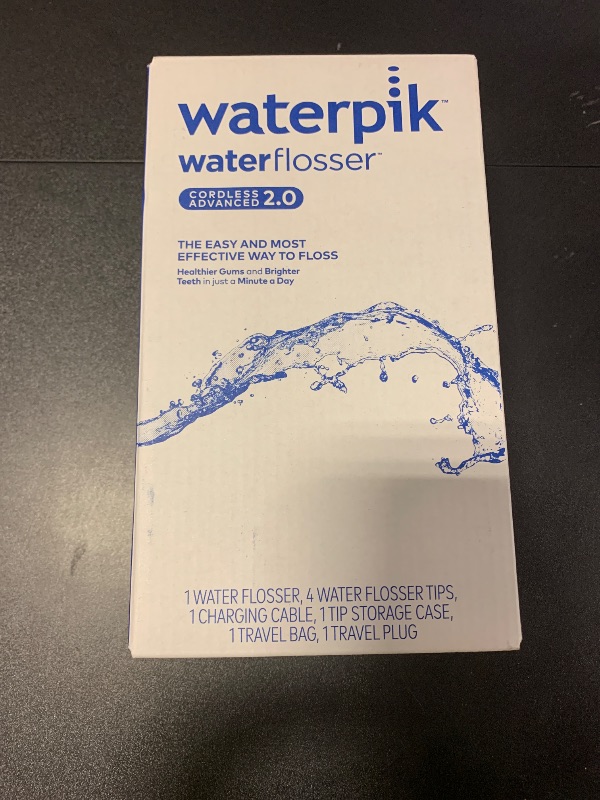 waterpik™
waterflosser™
CORDLESS
ADVANCED 2.0
THE EASY AND MOST
EFFECTIVE WAY TO FLOSS
Healthier Gums and Brighter
Teeth in just a Minute a Day
1 WATER FLOSSER, 4 WATER FLOSSER TIPS,
1 CHARGING CABLE, 1 TIP STORAGE CASE,
1 TRAVEL BAG, 1 TRAVEL PLUG